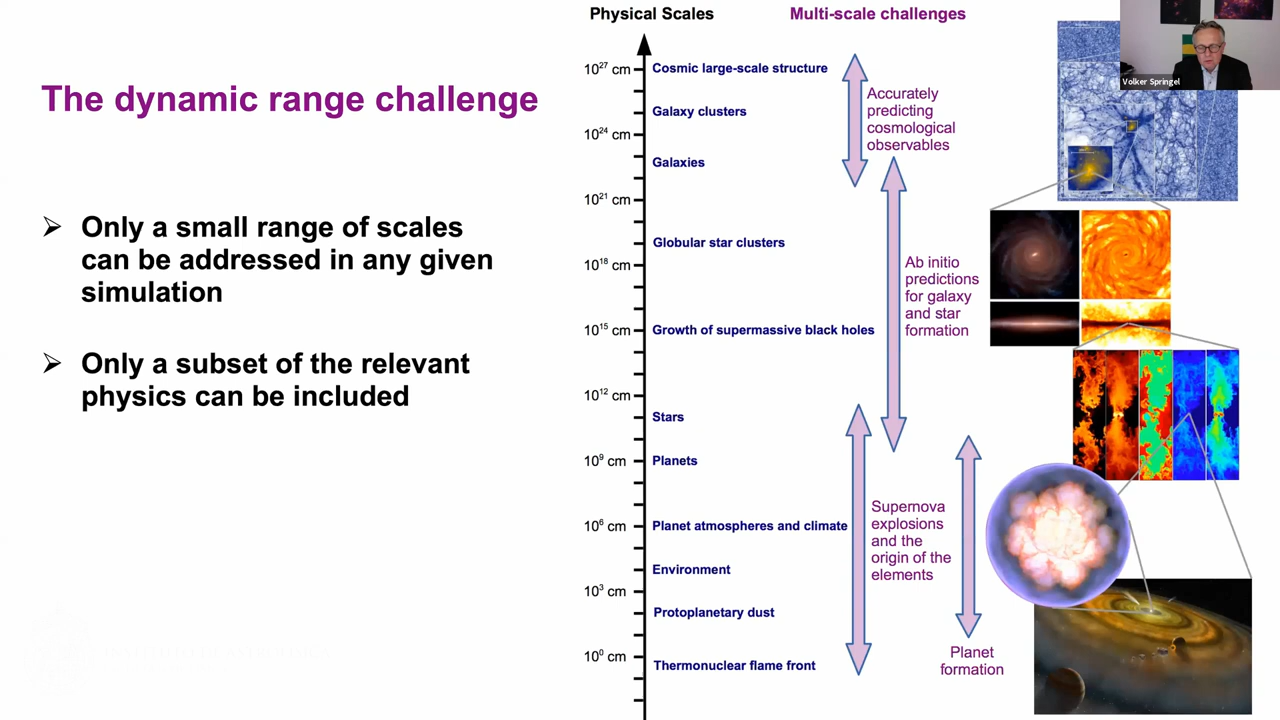 The dynamic range challenge
➢ Only a small range of scales
can be addressed in any given
simulation
➢ Only a subset of the relevant
physics can be included
Physical Scales
Multi-scale challenges
10²⁷ cm
Cosmic large-scale structure
Galaxy clusters
10²⁴ cm
Galaxies
10²¹ cm
Globular star clusters
10¹⁸ cm
10¹⁵ cm
Growth of supermassive black holes
10¹² cm
Stars
10⁹ cm
Planets
10⁶ cm
Planet atmospheres and climate
Environment
10³ cm
Protoplanetary dust
10⁰ cm
Thermonuclear flame front
Accurately
predicting
cosmological
observables
Ab initio
predictions
for galaxy
and star
formation
Supernova
explosions
and the
origin of the
elements
Planet
formation
Volker Springel